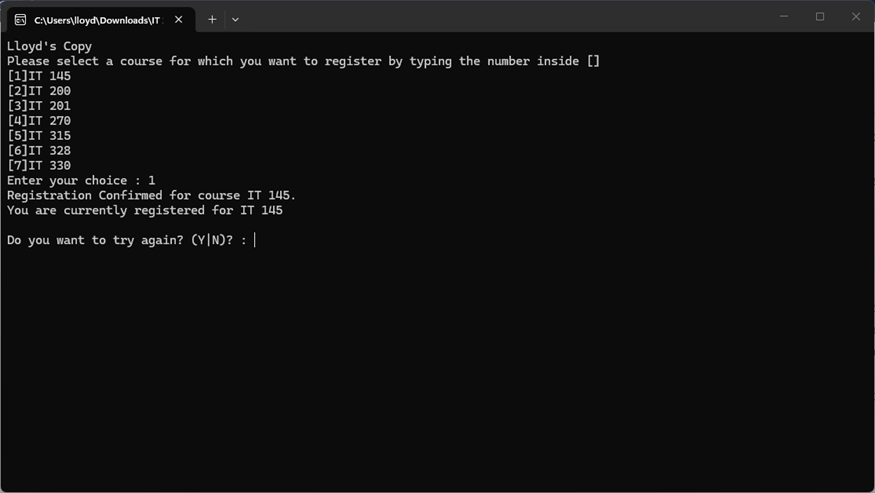 C:\Users\lloyd\Downloads\IT
Lloyd's Copy
Please select a course for which you want to register by typing the number inside []
[1]IT 145
[2]IT 200
[3]IT 201
[4]IT 270
[5]IT 315
[6]IT 328
[7]IT 330
Enter your choice : 1
Registration Confirmed for course IT 145.
You are currently registered for IT 145
Do you want to try again? (Y|N)? :